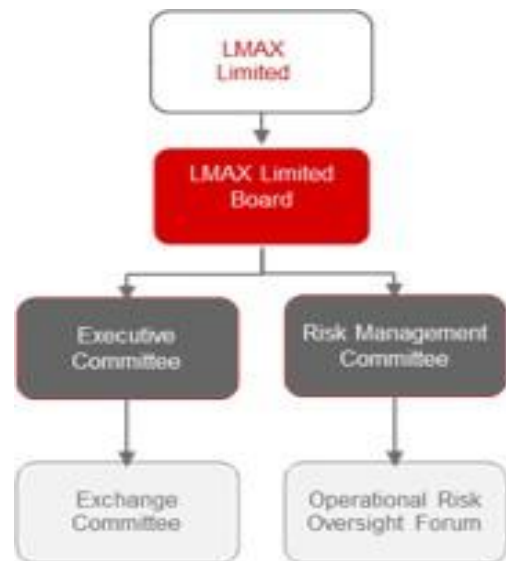 LMAX
Limited
LMAX Limited
Board
Executive
Committee
Risk Management
Committee
Exchange
Committee
Operational Risk
Oversight Forum